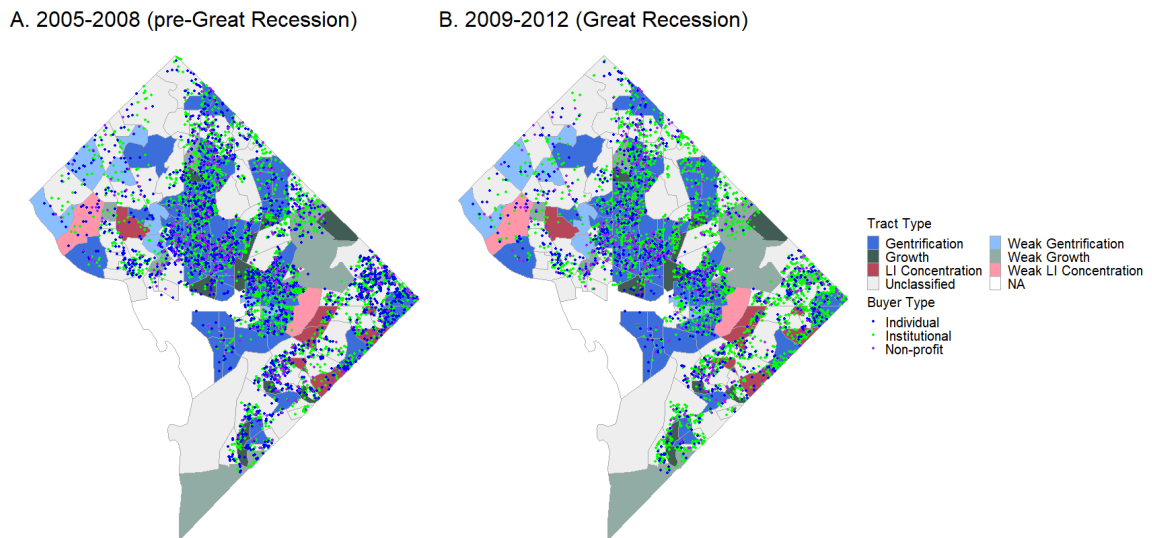 A. 2005-2008 (pre-Great Recession)
B. 2009-2012 (Great Recession)
Tract Type
Gentrification
Weak Gentrification
Growth
Weak Growth
LI Concentration
Weak LI Concentration
Unclassified
NA
Buyer Type
Individual
Institutional
Non-profit